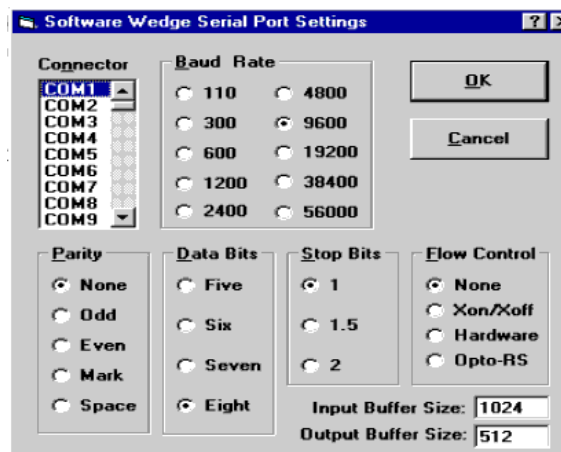 Software Wedge Serial Port Settings
Connector
COM1
COM2
COM3
COM4
COM5
COM6
COM7
COM8
COM9
Baud Rate
110
300
600
1200
2400
4800
9600
19200
38400
56000
OK
Cancel
Parity
None
Odd
Even
Mark
Space
Data Bits
Five
Six
Seven
Eight
Stop Bits
1
1.5
2
Flow Control
None
Xon/Xoff
Hardware
Opto-RS
Input Buffer Size: 1024
Output Buffer Size: 512